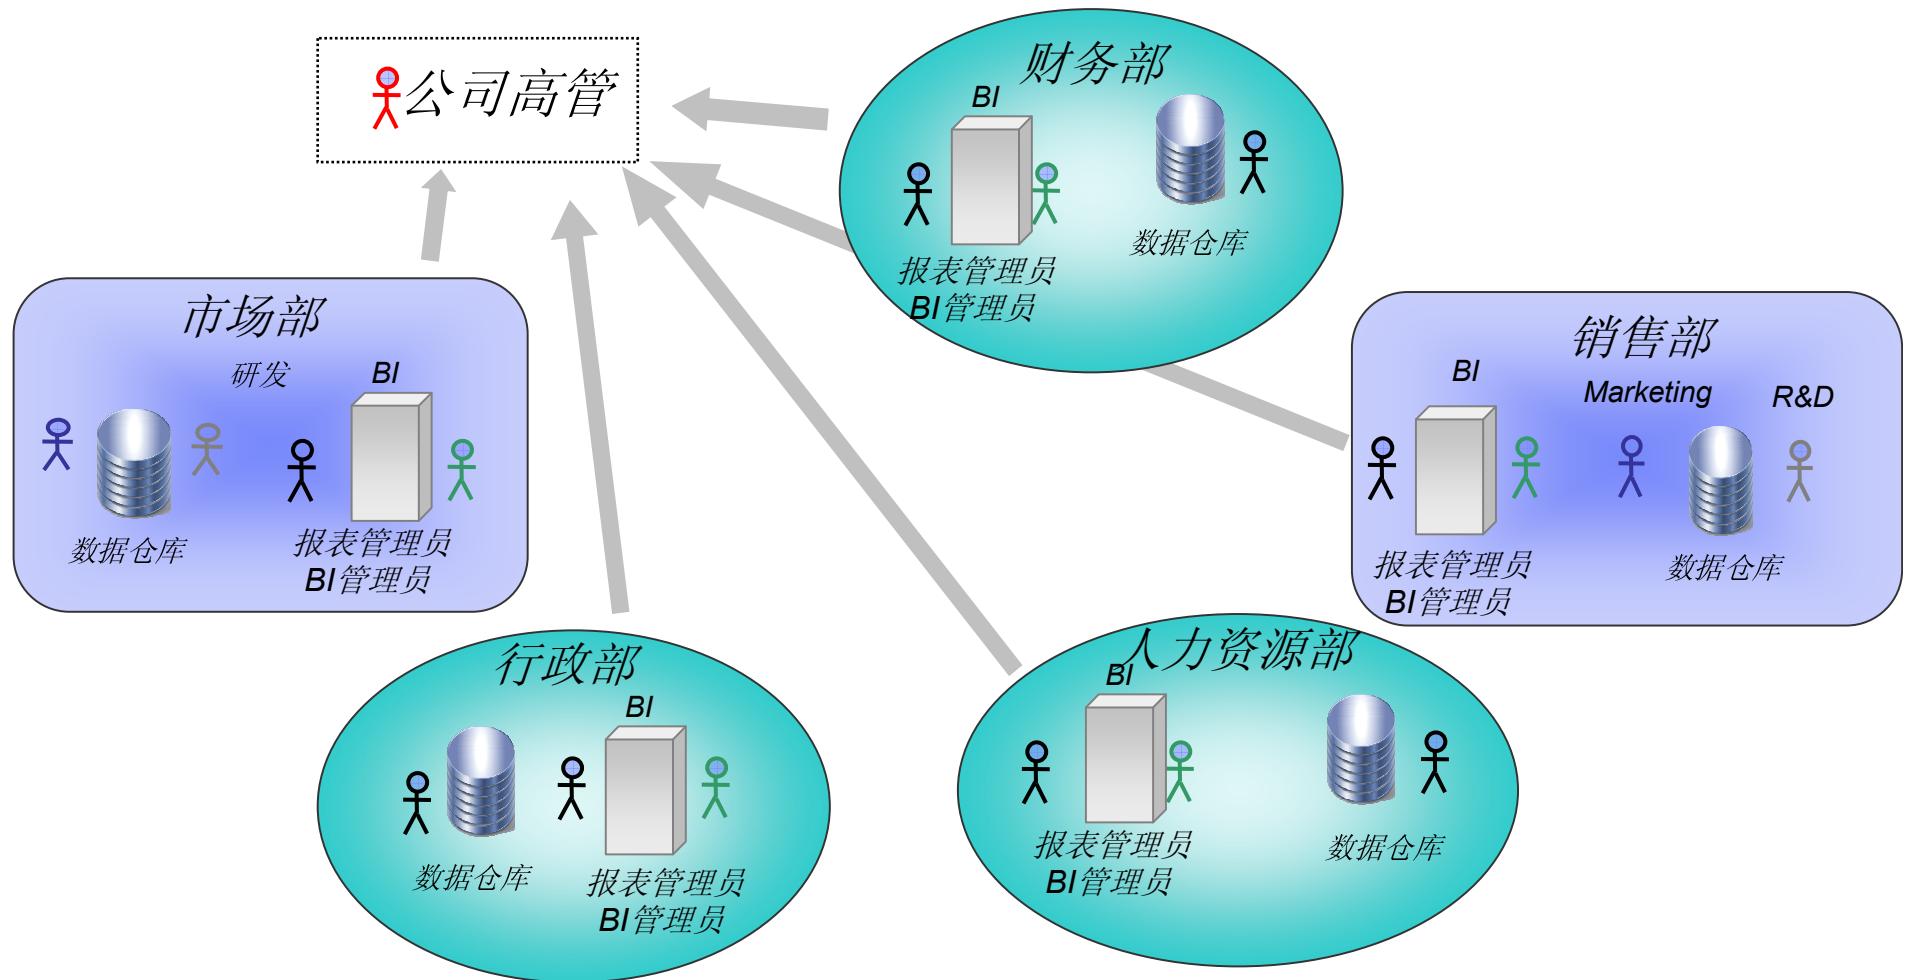 公司高管
财务部
BI
数据仓库
报表管理员
BI管理员
市场部
研发
BI
数据仓库
报表管理员
BI管理员
销售部
BI
Marketing
R&D
报表管理员
BI管理员
数据仓库
行政部
BI
数据仓库
报表管理员
BI管理员
人力资源部
BI
报表管理员
BI管理员
数据仓库